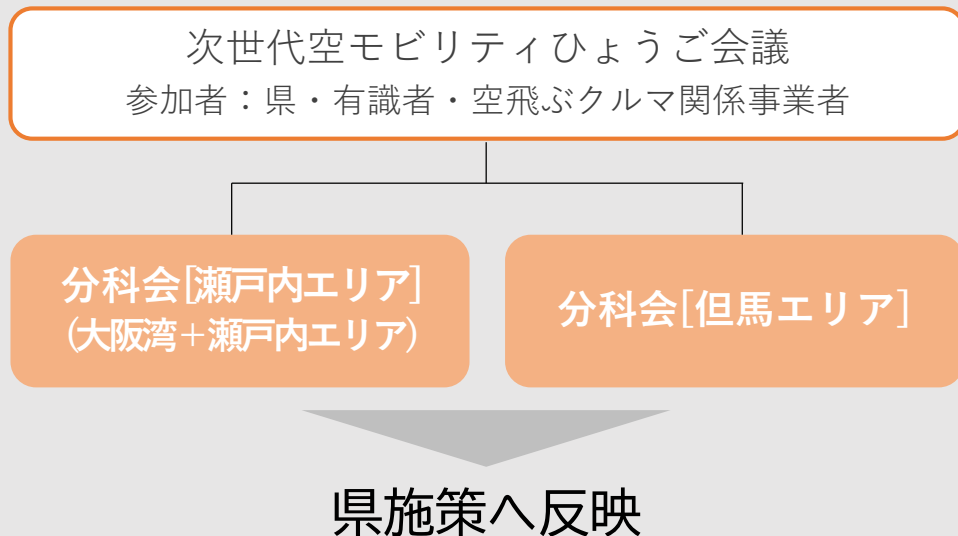 次世代空モビリティひょうご会議
参加者：県・有識者・空飛ぶクルマ関係事業者
分科会[瀬戸内エリア]
(大阪湾＋瀬戸内エリア)
分科会[但馬エリア]
県施策へ反映